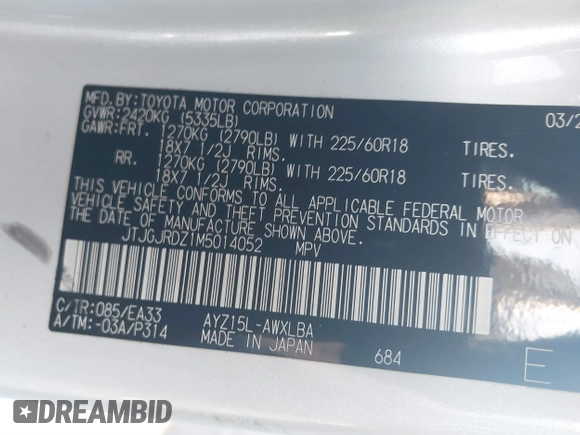 MFD.BY:TOYOTA MOTOR CORPORATION 03/2
GVWR:2420KG (5335LB)
GAWR:FRT. 1270KG (2790LB) WITH 225/60R18 TIRES.
18X7 1/2J RIMS.
RR. 1270KG (2790LB) WITH 225/60R18 TIRES.
18X7 1/2J RIMS.
THIS VEHICLE CONFORMS TO ALL APPLICABLE FEDERAL MOTOR
VEHICLE SAFETY AND THEFT PREVENTION STANDARDS IN EFFECT ON
DATE OF MANUFACTURE SHOWN ABOVE.
JTJGJRDZ1M5014052 MPV
C/TR:085/EA33 AYZ15L-AWXLBA
A/TM:-03A/P314 MADE IN JAPAN 684 E
DREAMBID